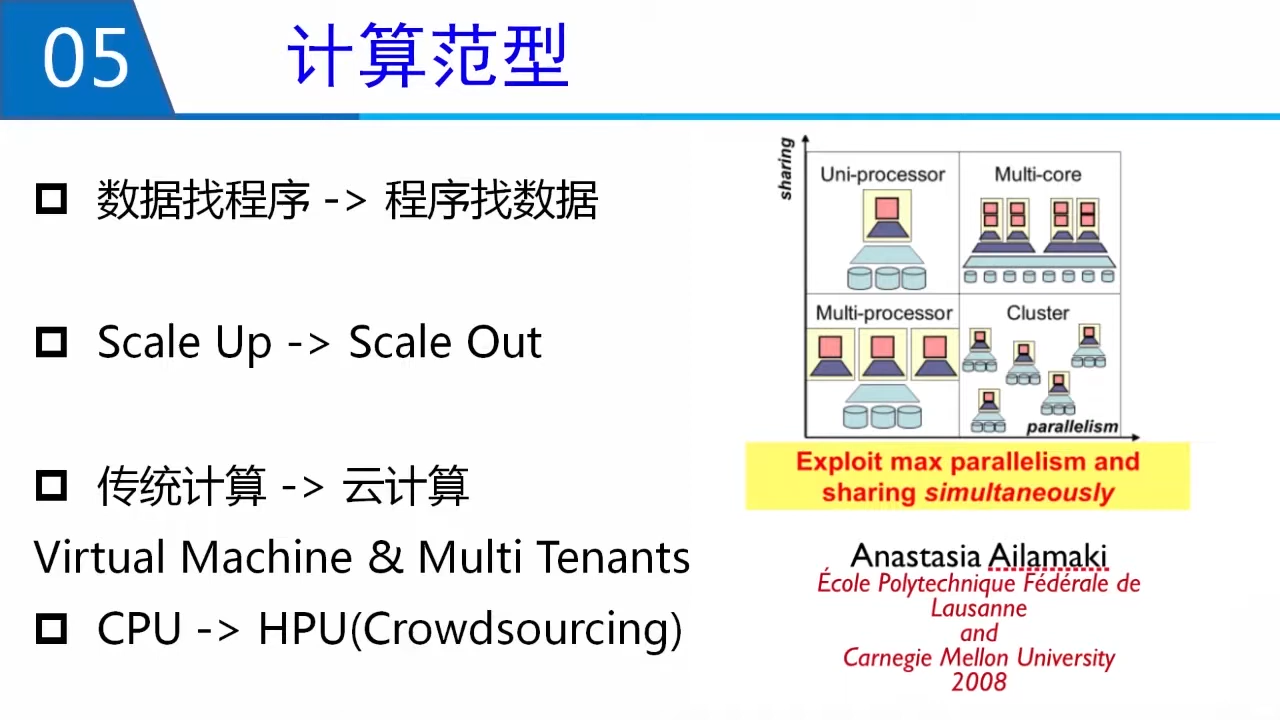 05
计算范型
数据找程序 -> 程序找数据
Scale Up -> Scale Out
传统计算 -> 云计算
Virtual Machine & Multi Tenants
CPU -> HPU(Crowdsourcing)
sharing
Uni-processor
Multi-core
Multi-processor
Cluster
parallelism
Exploit max parallelism and
sharing simultaneously
Anastasia Ailamaki
École Polytechnique Fédérale de
Lausanne
and
Carnegie Mellon University
2008